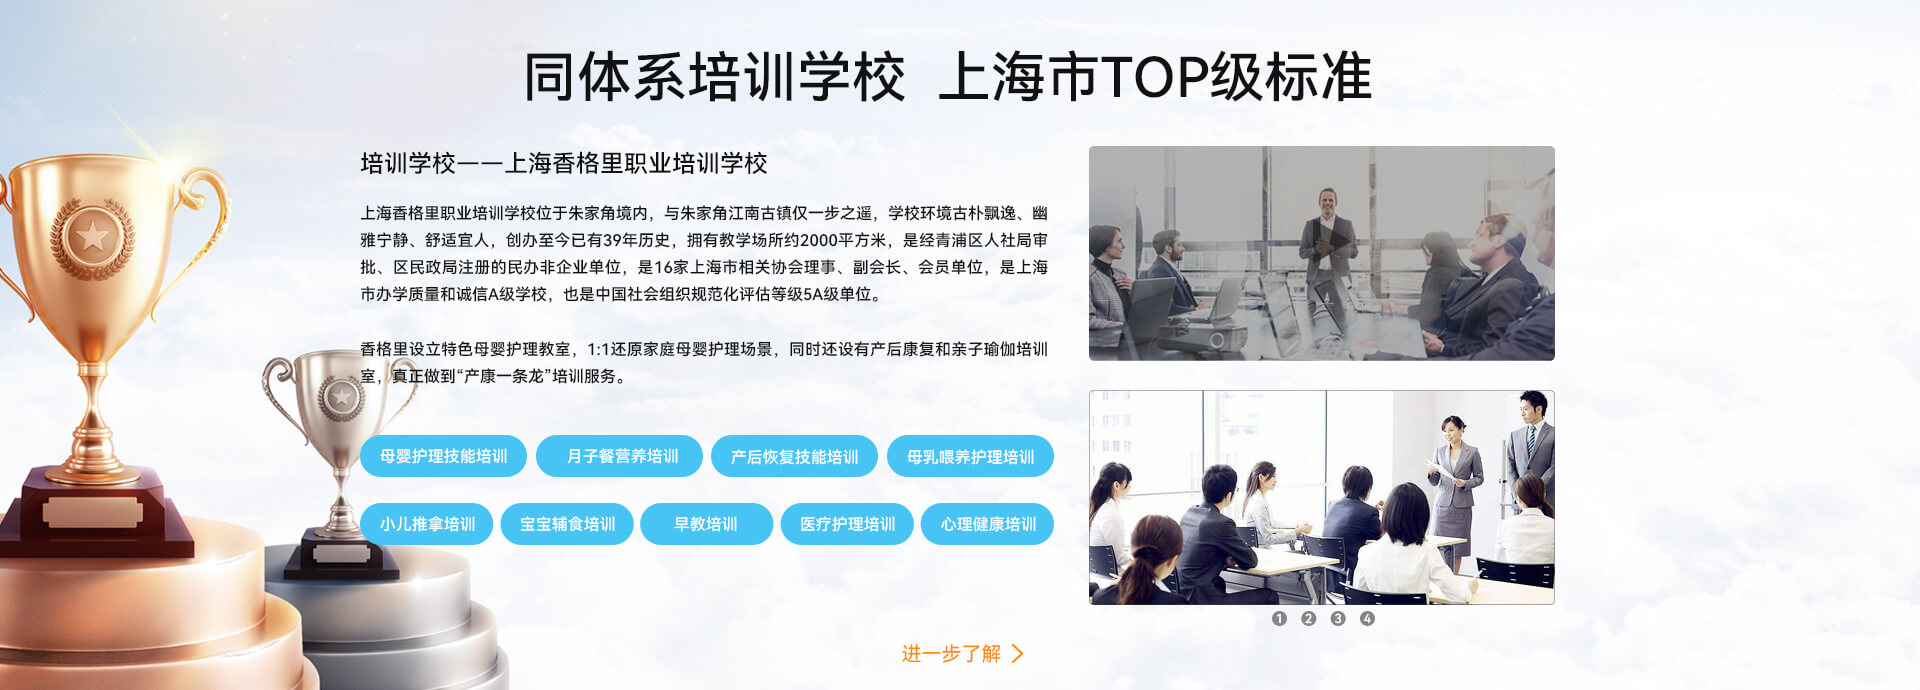 同体系培训学校 上海市TOP级标准
培训学校——上海香格里职业培训学校
上海香格里职业培训学校位于朱家角境内，与朱家角江南古镇仅一步之遥，学校环境古朴飘逸、幽
雅宁静、舒适宜人，创办至今已有39年历史，拥有教学场所约2000平方米，是经青浦区人社局审
批、区民政局注册的民办非企业单位，是16家上海市相关协会理事、副会长、会员单位，是上海
市办学质量和诚信A级学校，也是中国社会组织规范化评估等级5A级单位。
香格里设立特色母婴护理教室，1:1还原家庭母婴护理场景，同时还设有产后康复和亲子瑜伽培训
室，真正做到“产康一条龙”培训服务。
母婴护理技能培训 月子餐营养培训 产后恢复技能培训 母乳喂养护理培训
小儿推拿培训 宝宝辅食培训 早教培训 医疗护理培训 心理健康培训
1 2 3 4
进一步了解 >